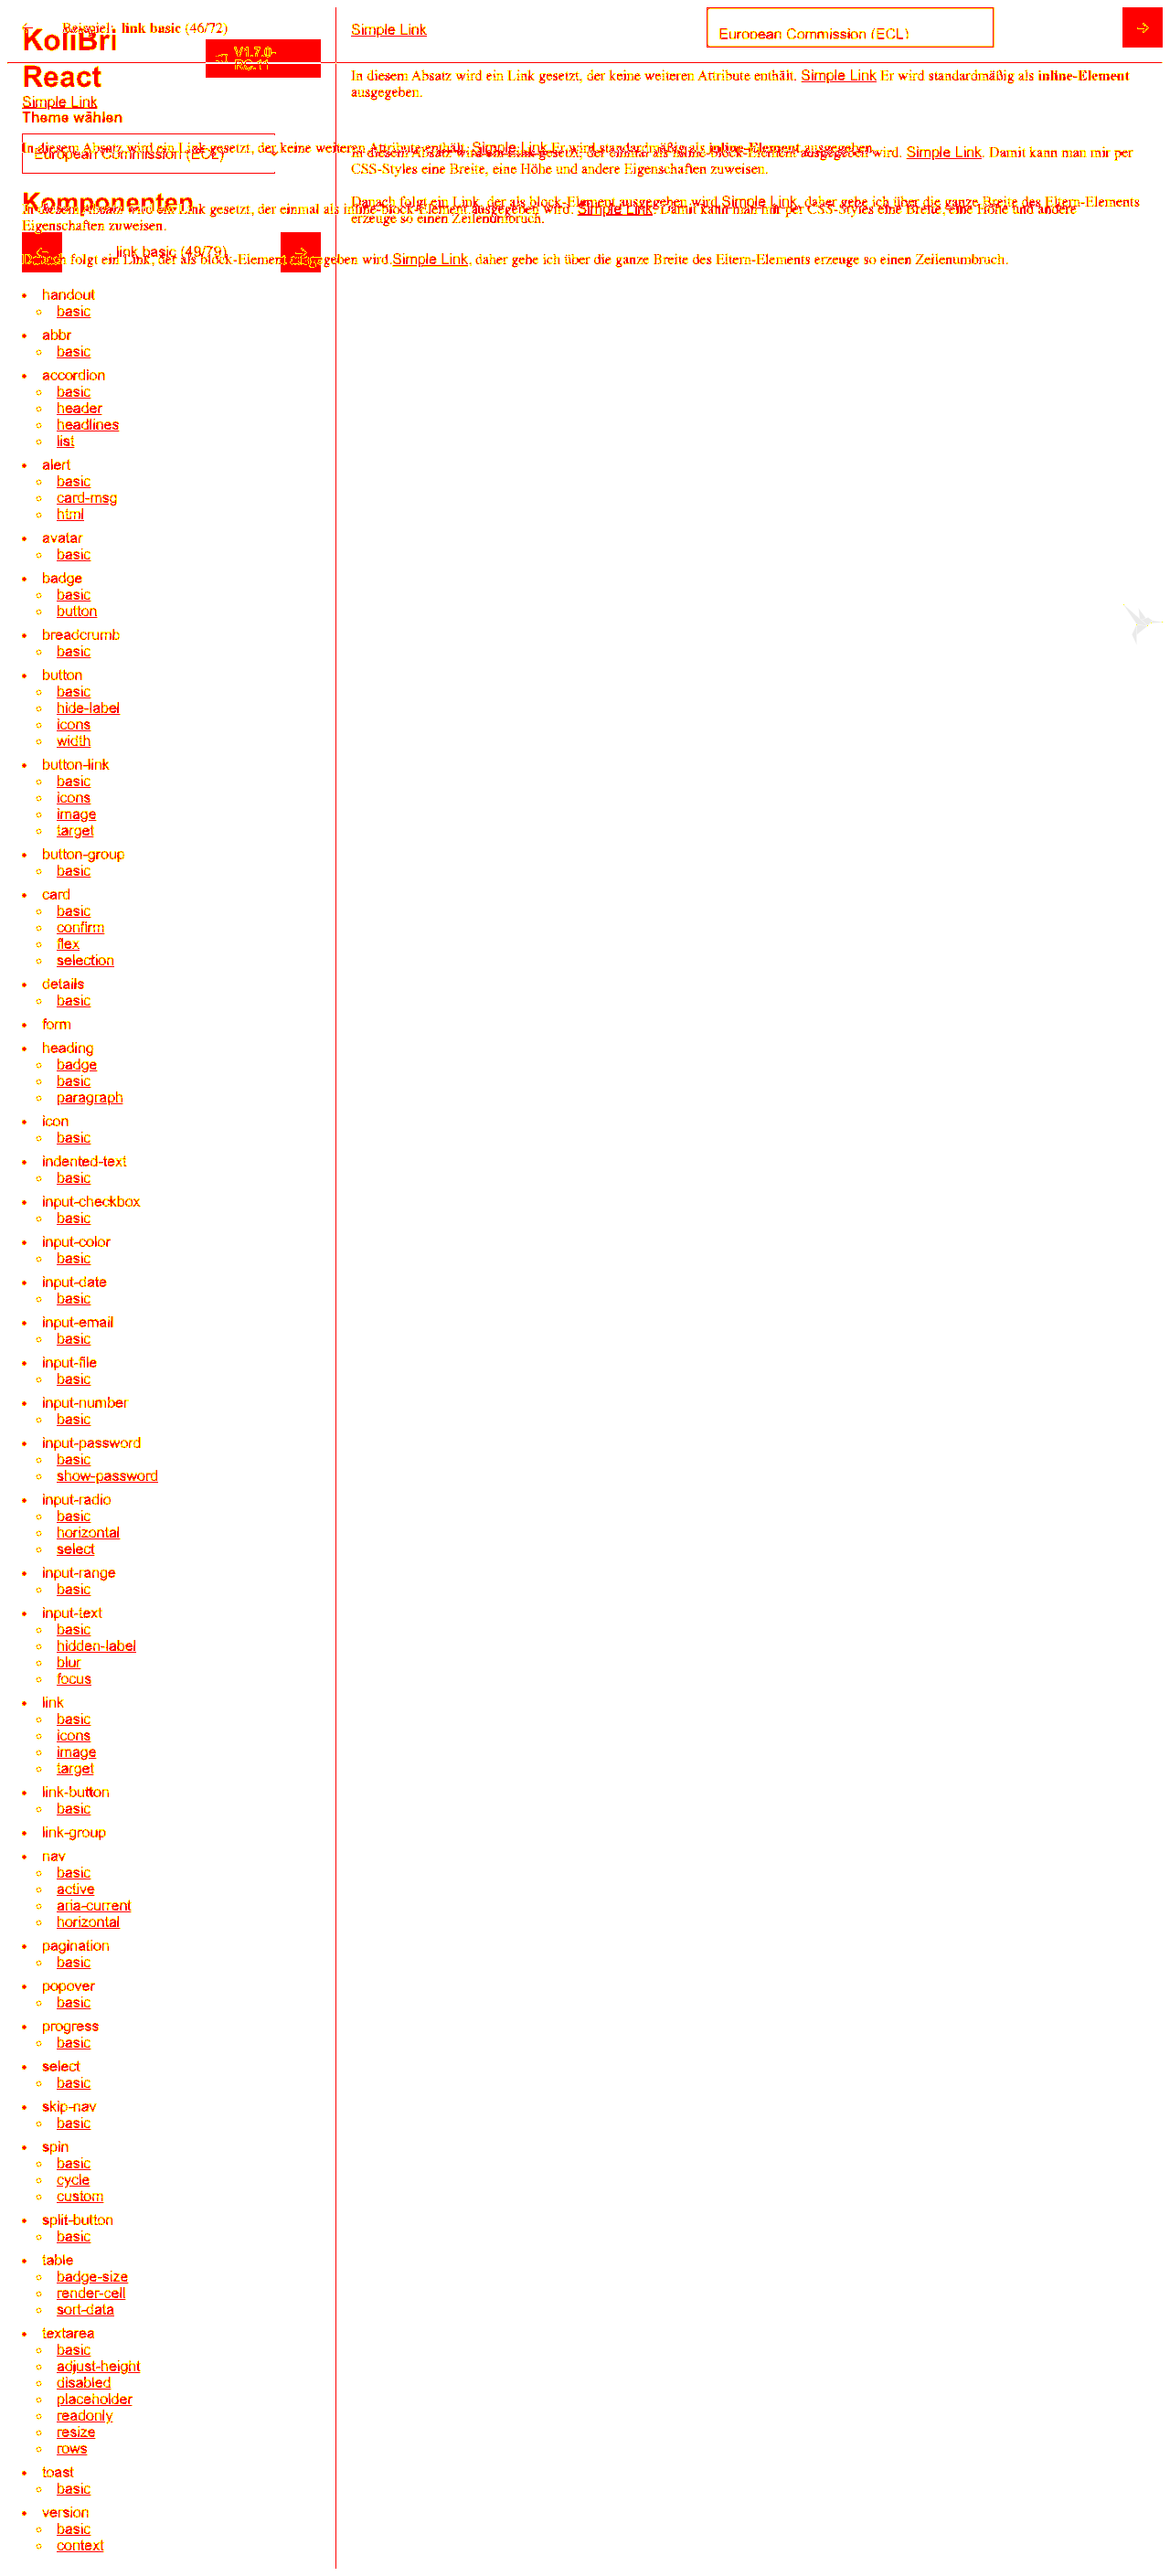 ← Beispiel: link basic (46/72)
KoliBri
V1.7.0-
RC.11
React
Simple Link
Theme wählen
In diesem Absatz wird ein Link gesetzt, der keine weiteren Attribute enthält. Simple Link Er wird standardmäßig als inline-Element ausgegeben.
European Commission (ECL)
Komponenten
In diesem Absatz wird ein Link gesetzt, der einmal als inline-block-Element ausgegeben wird. Simple Link. Damit kann man mir per CSS-Styles eine Breite, eine Höhe und andere
Eigenschaften zuweisen.
← link basic (49/79) →
Danach folgt ein Link, der als block-Element ausgegeben wird.Simple Link, daher gehe ich über die ganze Breite des Eltern-Elements erzeuge so einen Zeilenumbruch.
handout
basic
abbr
basic
accordion
basic
header
headlines
list
alert
basic
card-msg
html
avatar
basic
badge
basic
button
breadcrumb
basic
button
basic
hide-label
icons
width
button-link
basic
icons
image
target
button-group
basic
card
basic
confirm
flex
selection
details
basic
form
heading
badge
basic
paragraph
icon
basic
indented-text
basic
input-checkbox
basic
input-color
basic
input-date
basic
input-email
basic
input-file
basic
input-number
basic
input-password
basic
show-password
input-radio
basic
horizontal
select
input-range
basic
input-text
basic
hidden-label
blur
focus
link
basic
icons
image
target
link-button
basic
link-group
nav
basic
active
aria-current
horizontal
pagination
basic
popover
basic
progress
basic
select
basic
skip-nav
basic
spin
basic
cycle
custom
split-button
basic
table
badge-size
render-cell
sort-data
textarea
basic
adjust-height
disabled
placeholder
readonly
resize
rows
toast
basic
version
basic
context
Simple Link
European Commission (ECL)
→
In diesem Absatz wird ein Link gesetzt, der keine weiteren Attribute enthält. Simple Link Er wird standardmäßig als inline-Element
ausgegeben.
In diesem Absatz wird ein Link gesetzt, der einmal als inline-block-Element ausgegeben wird. Simple Link. Damit kann man mir per
CSS-Styles eine Breite, eine Höhe und andere Eigenschaften zuweisen.
Danach folgt ein Link, der als block-Element ausgegeben wird.Simple Link, daher gehe ich über die ganze Breite des Eltern-Elements
erzeuge so einen Zeilenumbruch.